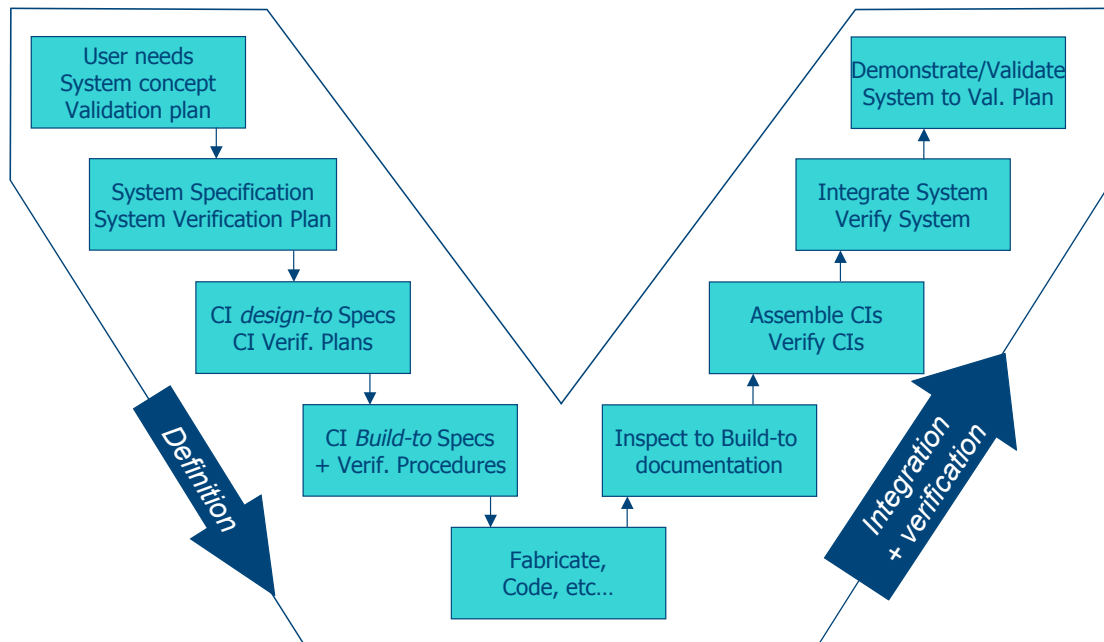 User needs
System concept
Validation plan
System Specification
System Verification Plan
CI design-to Specs
CI Verif. Plans
CI Build-to Specs
+ Verif. Procedures
Fabricate,
Code, etc…
Inspect to Build-to
documentation
Assemble CIs
Verify CIs
Integrate System
Verify System
Demonstrate/Validate
System to Val. Plan
Definition
Integration
+ verification